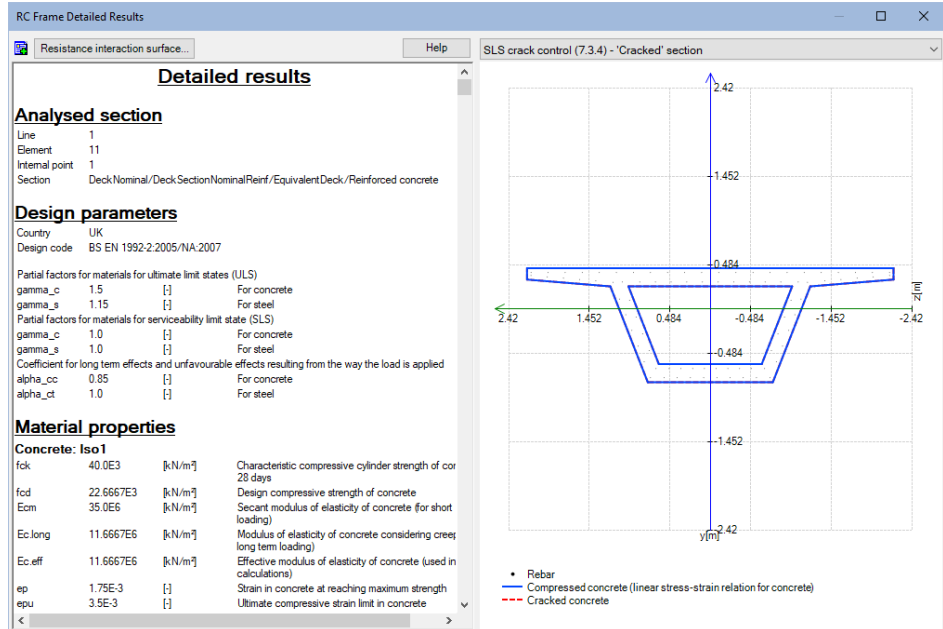 RC Frame Detailed Results
Resistance interaction surface...
Help
SLS crack control (7.3.4) - 'Cracked' section
Detailed results
Analysed section
Line 1
Element 11
Internal point 1
Section DeckNominal/DeckSectionNominalReinf/EquivalentDeck/Reinforced concrete
Design parameters
Country UK
Design code BS EN 1992-2:2005/NA:2007
Partial factors for materials for ultimate limit states (ULS)
gamma_c 1.5 [-] For concrete
gamma_s 1.15 [-] For steel
Partial factors for materials for serviceability limit state (SLS)
gamma_c 1.0 [-] For concrete
gamma_s 1.0 [-] For steel
Coefficient for long term effects and unfavourable effects resulting from the way the load is applied
alpha_cc 0.85 [-] For concrete
alpha_ct 1.0 [-] For steel
Material properties
Concrete: Iso1
fck 40.0E3 [kN/m²] Characteristic compressive cylinder strength of cor
28 days
fcd 22.6667E3 [kN/m²] Design compressive strength of concrete
Ecm 35.0E6 [kN/m²] Secant modulus of elasticity of concrete (for short
loading)
Ec.long 11.6667E6 [kN/m²] Modulus of elasticity of concrete considering creep
long term loading)
Ec.eff 11.6667E6 [kN/m²] Effective modulus of elasticity of concrete (used in
calculations)
ep 1.75E-3 [-] Strain in concrete at reaching maximum strength
epu 3.5E-3 [-] Ultimate compressive strain limit in concrete
2.42
1.452
0.484
z[m]
2.42 1.452 0.484 -0.484 -1.452 -2.42
-0.484
-1.452
-2.42
y[m]
Rebar
Compressed concrete (linear stress-strain relation for concrete)
Cracked concrete